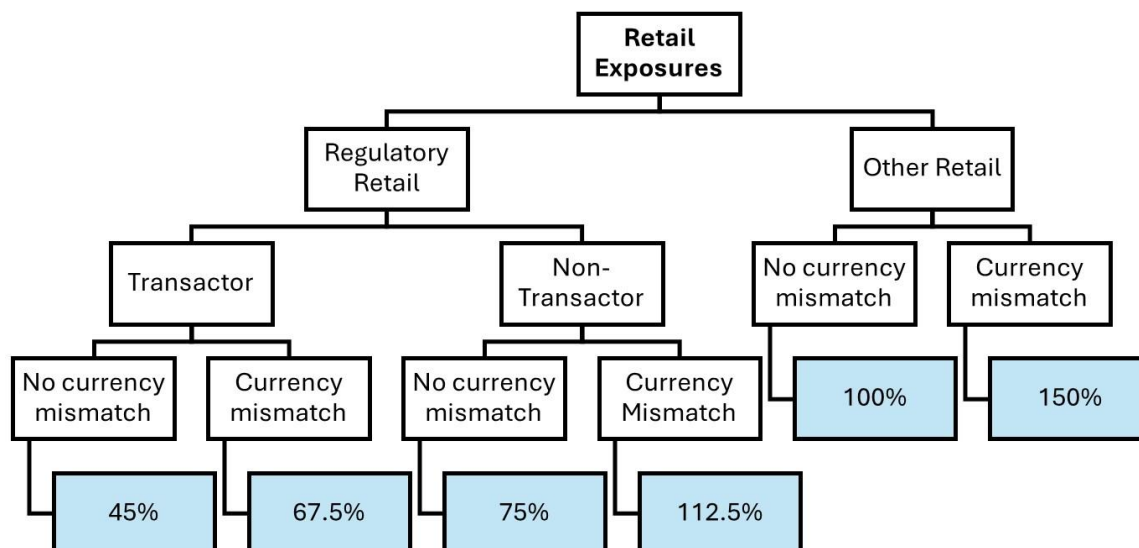 Retail
Exposures
Regulatory
Retail
Other Retail
Transactor
Non-
Transactor
No currency
mismatch
Currency
mismatch
No currency
mismatch
Currency
mismatch
No currency
mismatch
Currency
Mismatch
100%
150%
45%
67.5%
75%
112.5%